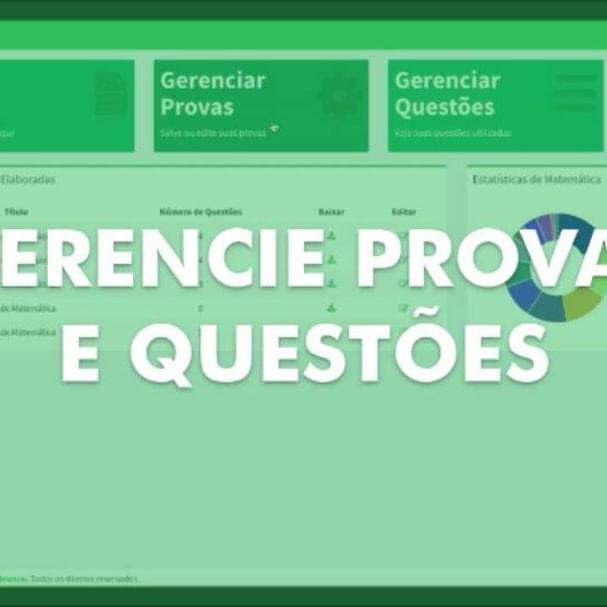 Gerenciar
Provas
Salve ou edite suas provas
Gerenciar
Questões
Veja suas questões utilizadas
aqui
Elaboradas
Estatísticas de Matemática
Título Número de Questões Baixar Editar
ERENCIE PROVA
E QUESTÕES
de Matemática 0
de Matemática
Todos os direitos reservados.